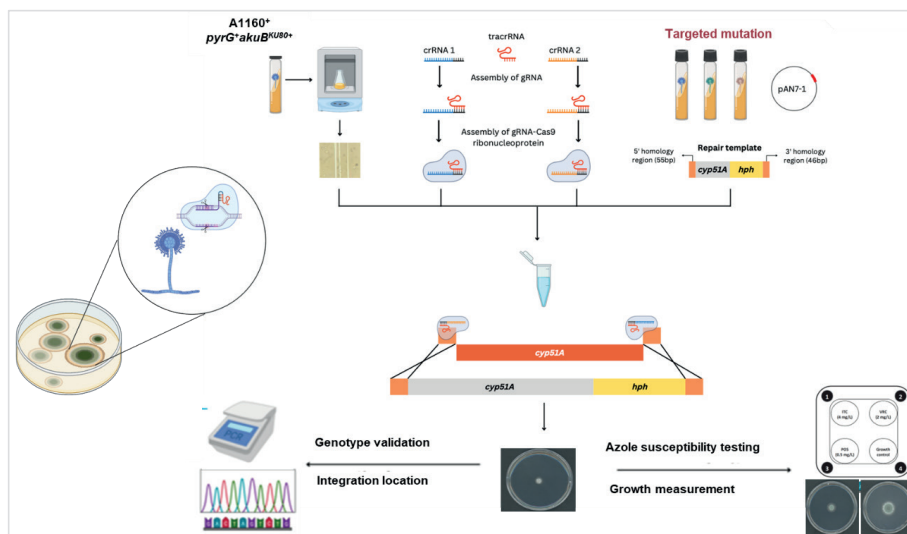 A1160+
pyrG+akuBKU80+
crRNA 1
tracrRNA
crRNA 2
Assembly of gRNA
Assembly of gRNA-Cas9
ribonucleoprotein
Targeted mutation
pAN7-1
Repair template
5' homology
region (55bp)
3' homology
region (46bp)
cyp51A
hph
cyp51A
cyp51A
hph
PCR
Genotype validation
Integration location
Azole susceptibility testing
Growth measurement
1
2
ITC
(4 mg/L)
VRC
(2 mg/L)
POS
(0.5 mg/L)
Growth
control
3
4